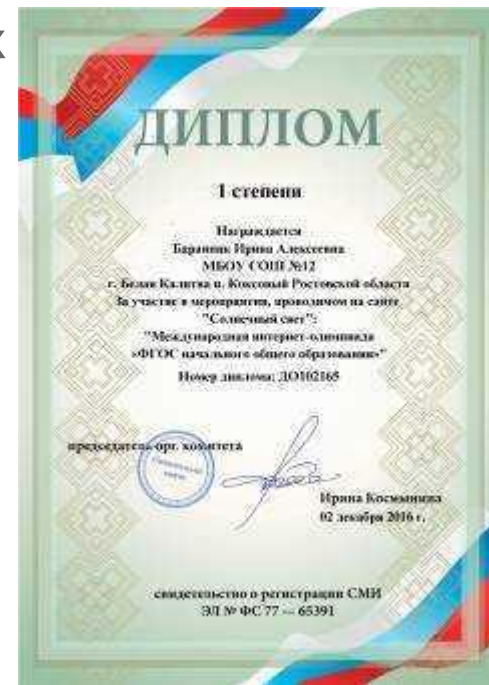 ДИПЛОМ
I степени
Награждается
Баранник Ирина Алексеевна
МБОУ СОШ №12
г. Белая Калитва п. Коксовый Ростовской области
За участие в мероприятии, проводимом на сайте
"Солнечный свет":
"Международная интернет-олимпиада
«ФГОС начального общего образования»"
Номер диплома: ДО102165
председатель орг. комитета
Ирина Космынина
02 декабря 2016 г.
свидетельство о регистрации СМИ
ЭЛ № ФС 77 — 65391